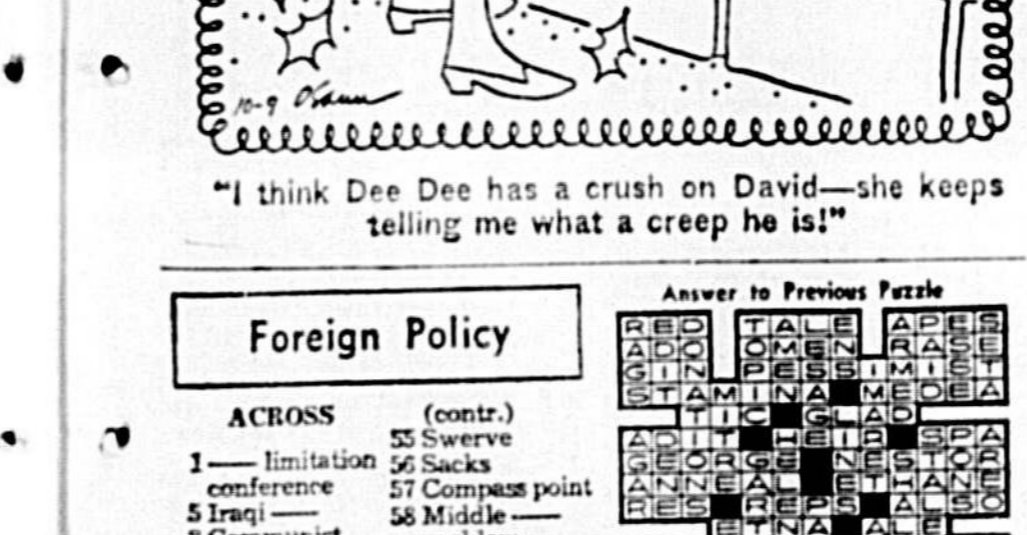 10-9
"I think Dee Dee has a crush on David—she keeps
telling me what a creep he is!"
Foreign Policy
ACROSS
1 — limitation
conference
5 Iraqi —
(contr.)
55 Swerve
56 Sacks
57 Compass point
58 Middle —
Answer to Previous Puzzle
RED TALE APES
ADO OMEN RASE
GIN PESSIMIST
STAMINA MEDEA
TIC GLAD
ADIT HEIR SPA
GEORGE NESTOR
ANNEAL ETHANE
RES REPS ALSO
ETNA ALE